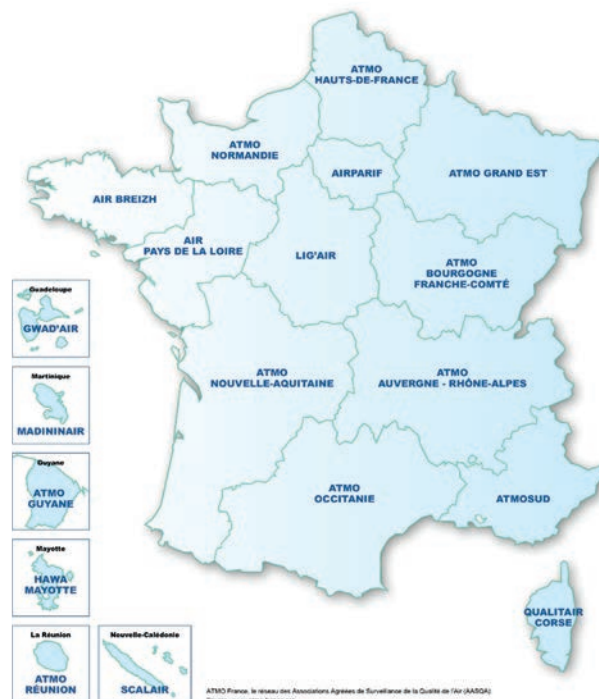 ATMO
HAUTS-DE-FRANCE
ATMO
NORMANDIE
AIRPARIF
ATMO GRAND EST
AIR BREIZH
AIR
PAYS DE LA LOIRE
LIG'AIR
ATMO
BOURGOGNE
FRANCHE-COMTÉ
Guadeloupe
GWAD'AIR
Martinique
MADININAIR
ATMO
NOUVELLE-AQUITAINE
ATMO
AUVERGNE - RHÔNE-ALPES
Guyane
ATMO
GUYANE
ATMO
OCCITANIE
ATMOSUD
Mayotte
HAWA
MAYOTTE
QUALITAIR
CORSE
La Réunion
ATMO
RÉUNION
Nouvelle-Calédonie
SCALAIR
ATMO France, le réseau des Associations Agréées de Surveillance de la Qualité de l'Air (AASQA)